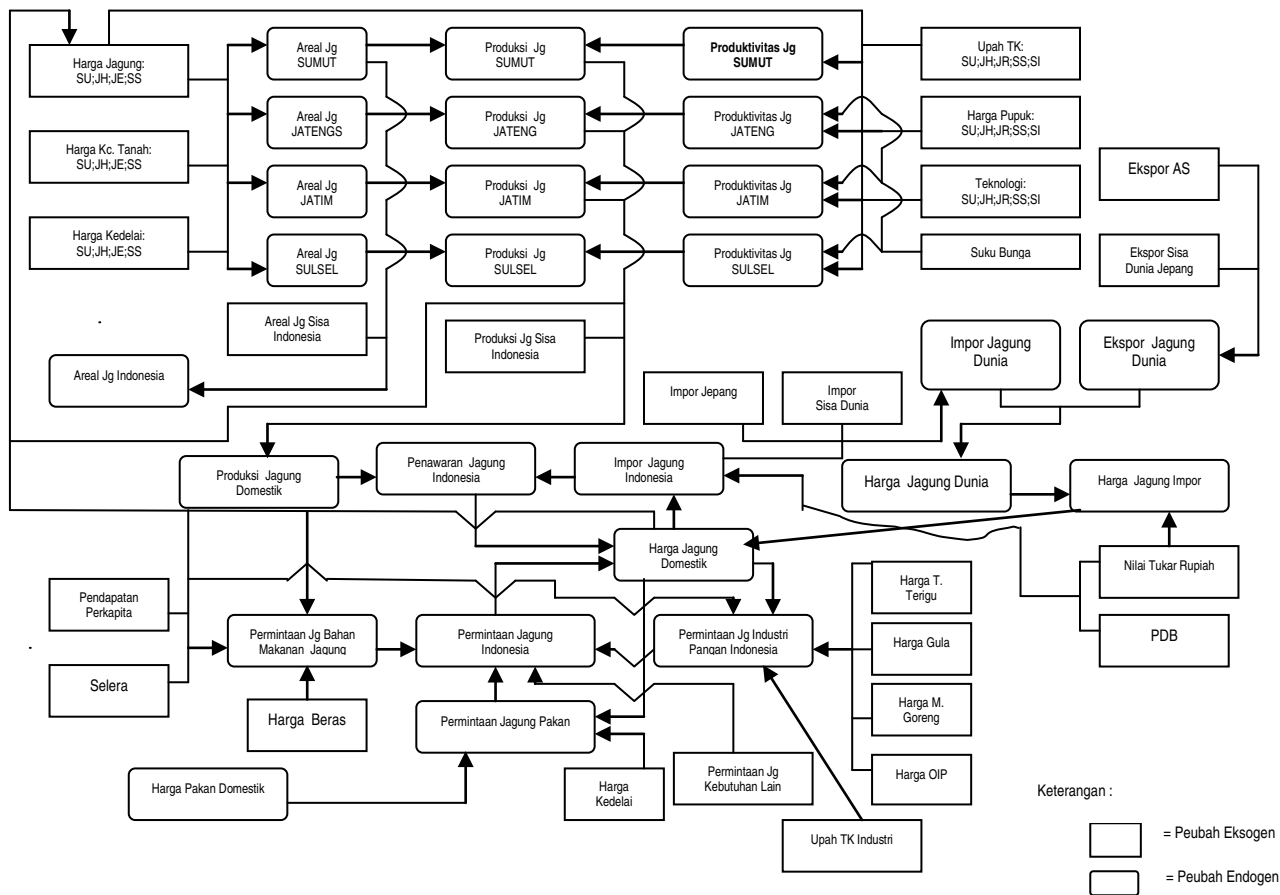 Harga Jagung:
SU;JH;JE;SS
Areal Jg
SUMUT
Produksi Jg
SUMUT
Produktivitas Jg
SUMUT
Upah TK:
SU;JH;JR;SS;SI
Areal Jg
JATENGS
Produksi Jg
JATENG
Produktivitas Jg
JATENG
Harga Pupuk:
SU;JH;JR;SS;SI
Harga Kc. Tanah:
SU;JH;JE;SS
Ekspor AS
Areal Jg
JATIM
Produksi Jg
JATIM
Produktivitas Jg
JATIM
Teknologi:
SU;JH;JR;SS;SI
Harga Kedelai:
SU;JH;JE;SS
Areal Jg
SULSEL
Produksi Jg
SULSEL
Produktivitas Jg
SULSEL
Suku Bunga
Ekspor Sisa
Dunia Jepang
Areal Jg Sisa
Indonesia
Produksi Jg Sisa
Indonesia
Impor Jagung
Dunia
Ekspor Jagung
Dunia
Areal Jg Indonesia
Impor Jepang
Impor
Sisa Dunia
Produksi Jagung
Domestik
Penawaran Jagung
Indonesia
Impor Jagung
Indonesia
Harga Jagung Dunia
Harga Jagung Impor
Harga Jagung
Domestik
Nilai Tukar Rupiah
Pendapatan
Perkapita
Harga T.
Terigu
Permintaan Jg Bahan
Makanan Jagung
Permintaan Jagung
Indonesia
Permintaan Jg Industri
Pangan Indonesia
Harga Gula
PDB
Selera
Harga Beras
Permintaan Jagung Pakan
Harga M.
Goreng
Harga Pakan Domestik
Harga
Kedelai
Permintaan Jg
Kebutuhan Lain
Harga OIP
Upah TK Industri
Keterangan :
= Peubah Eksogen
= Peubah Endogen